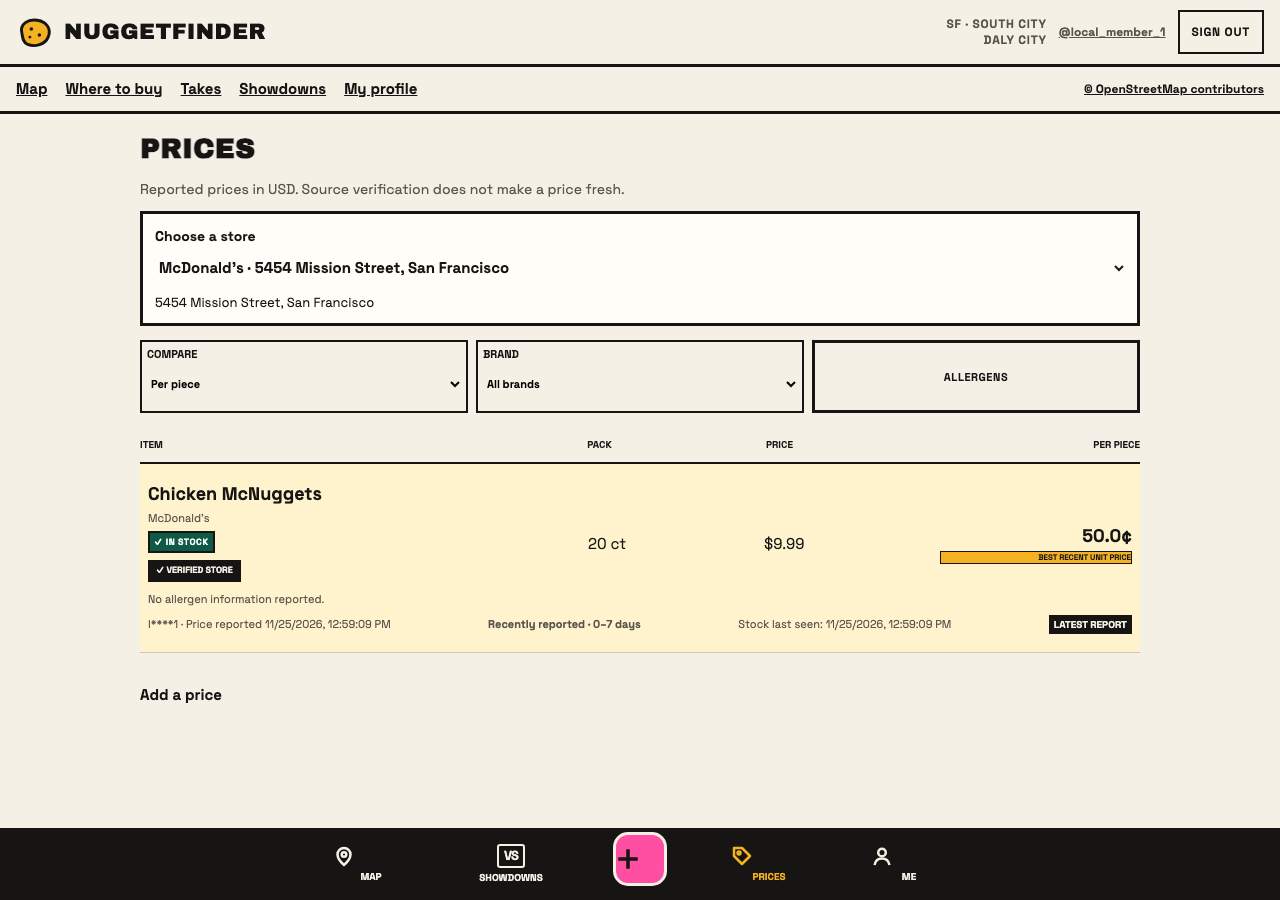 NUGGETFINDER
SF · SOUTH CITY
DALY CITY
@local_member_1
SIGN OUT
Map Where to buy Takes Showdowns My profile
© OpenStreetMap contributors
PRICES
Reported prices in USD. Source verification does not make a price fresh.
Choose a store
McDonald's · 5454 Mission Street, San Francisco
5454 Mission Street, San Francisco
COMPARE
Per piece
BRAND
All brands
ALLERGENS
ITEM PACK PRICE PER PIECE
Chicken McNuggets
McDonald's
✓ IN STOCK
✓ VERIFIED STORE
20 ct
$9.99
50.0¢
BEST RECENT UNIT PRICE
No allergen information reported.
l****1 · Price reported 11/25/2026, 12:59:09 PM
Recently reported · 0–7 days
Stock last seen: 11/25/2026, 12:59:09 PM
LATEST REPORT
Add a price
MAP
VS
SHOWDOWNS
+
PRICES
ME